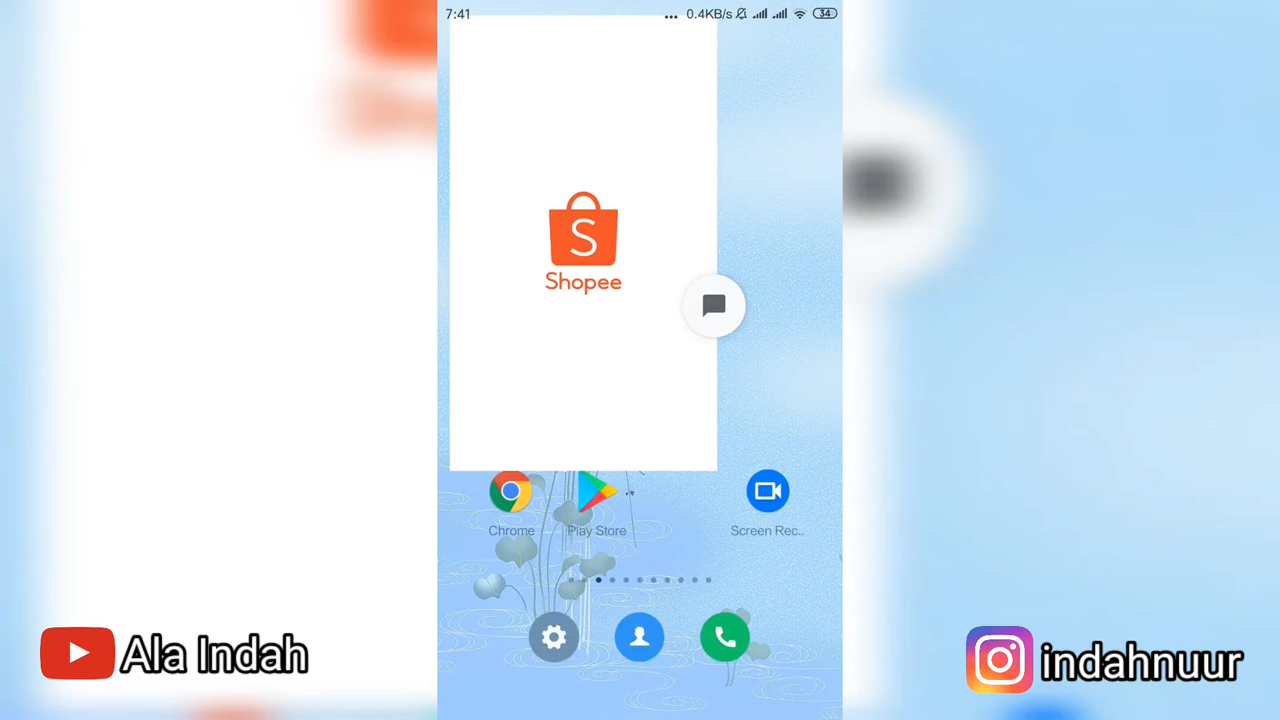 7:41
... 0.4KB/s 34
S
Shopee
Chrome
Play Store
Screen Rec..
Ala Indah
indahnuur